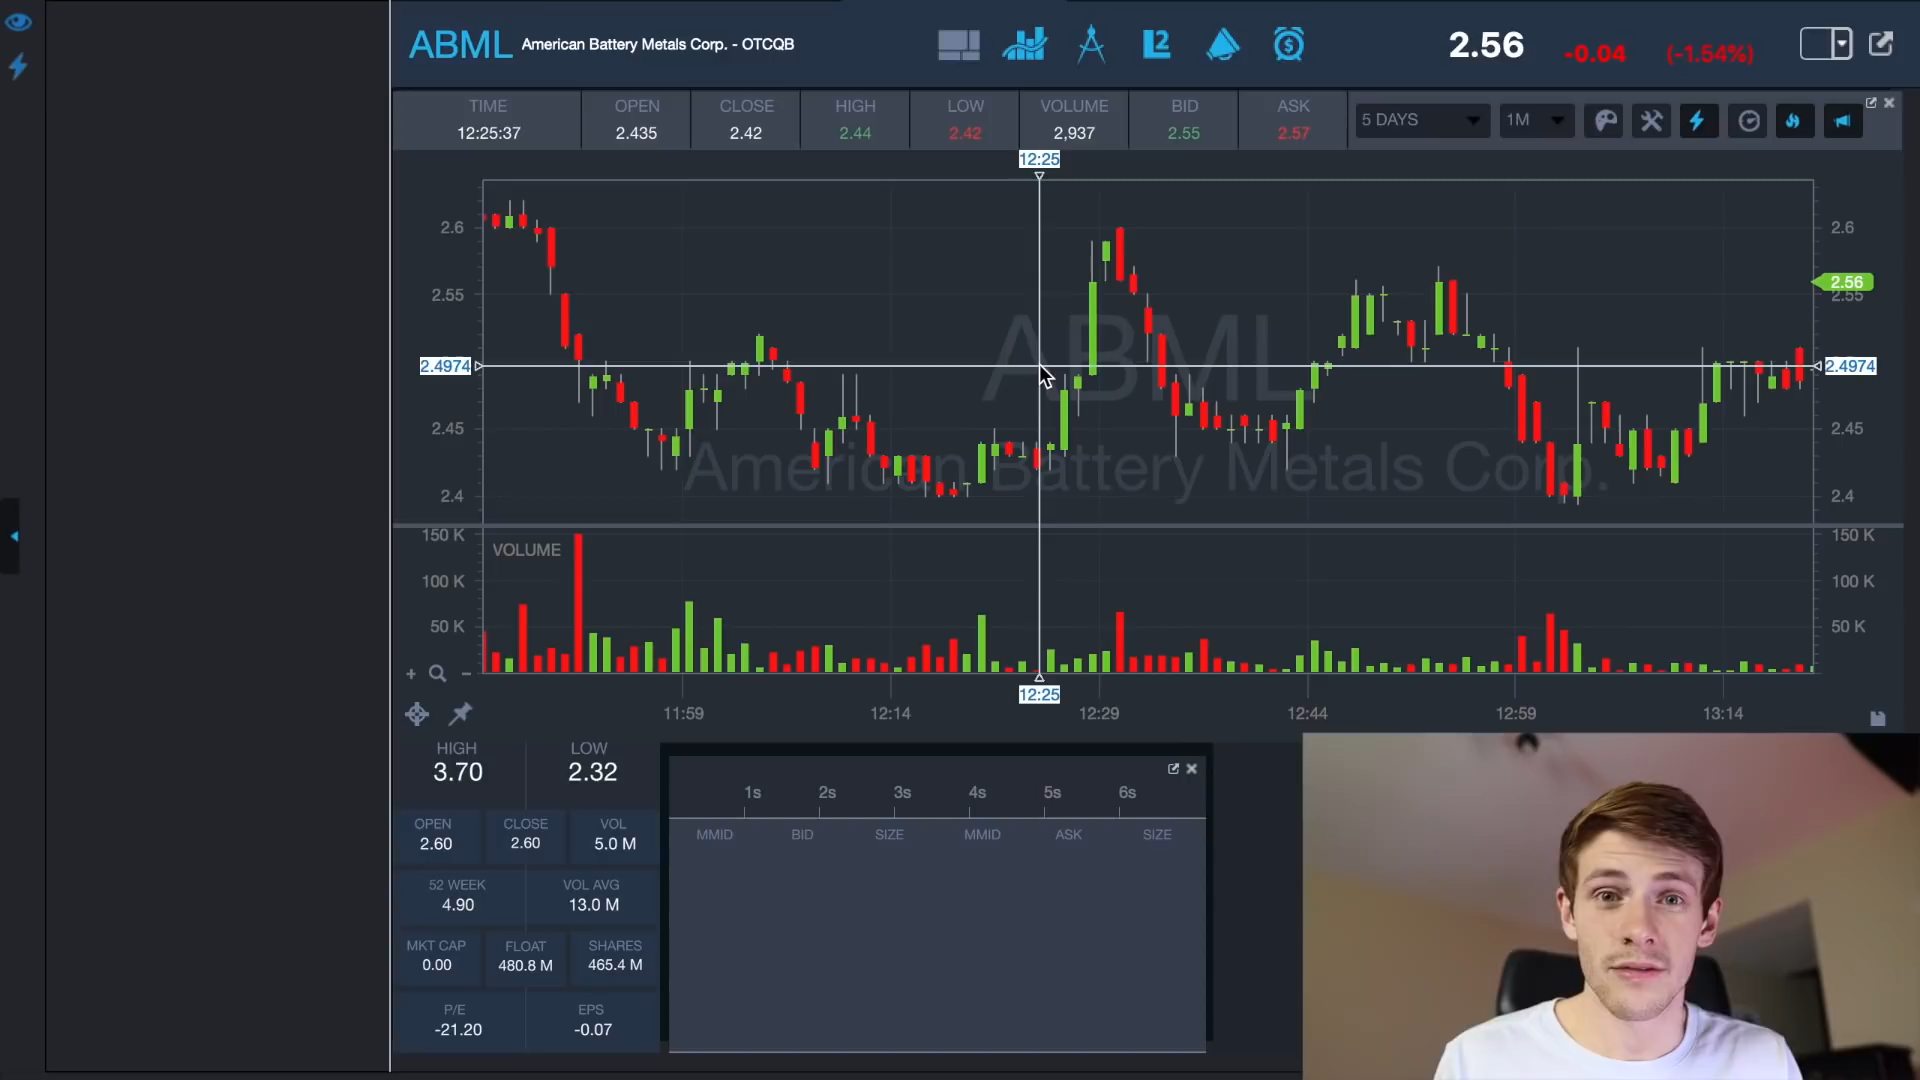 ABML American Battery Metals Corp. - OTCQB
L2
2.56 -0.04 (-1.54%)
TIME OPEN CLOSE HIGH LOW VOLUME BID ASK
12:25:37 2.435 2.42 2.44 2.42 2,937 2.55 2.57
5 DAYS 1M
12:25
2.6 2.6
2.56
2.55 2.55
2.4974 2.4974
ABML
2.45 2.45
American Battery Metals Corp.
2.4 2.4
150 K 150 K
VOLUME
100 K 100 K
50 K 50 K
12:25
11:59 12:14 12:29 12:44 12:59 13:14
HIGH LOW
3.70 2.32
OPEN CLOSE VOL
2.60 2.60 5.0 M
52 WEEK VOL AVG
4.90 13.0 M
MKT CAP FLOAT SHARES
0.00 480.8 M 465.4 M
P/E EPS
-21.20 -0.07
1s 2s 3s 4s 5s 6s
MMID BID SIZE MMID ASK SIZE